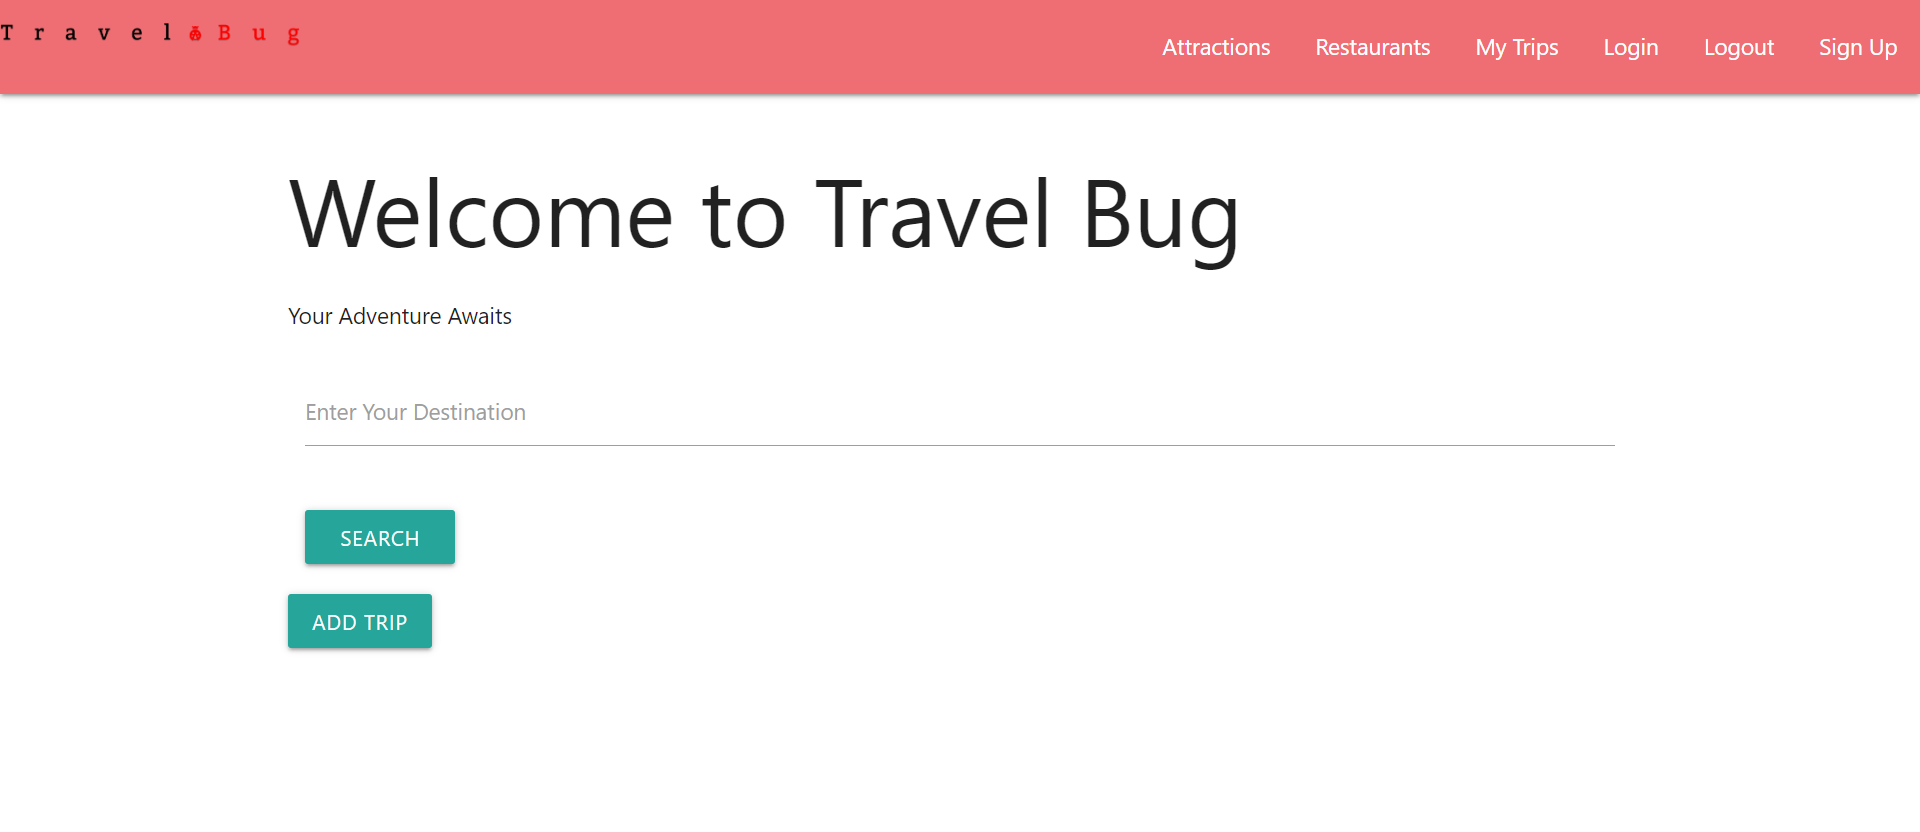 Travel Bug
Attractions Restaurants My Trips Login Logout Sign Up
Welcome to Travel Bug
Your Adventure Awaits
Enter Your Destination
SEARCH
ADD TRIP